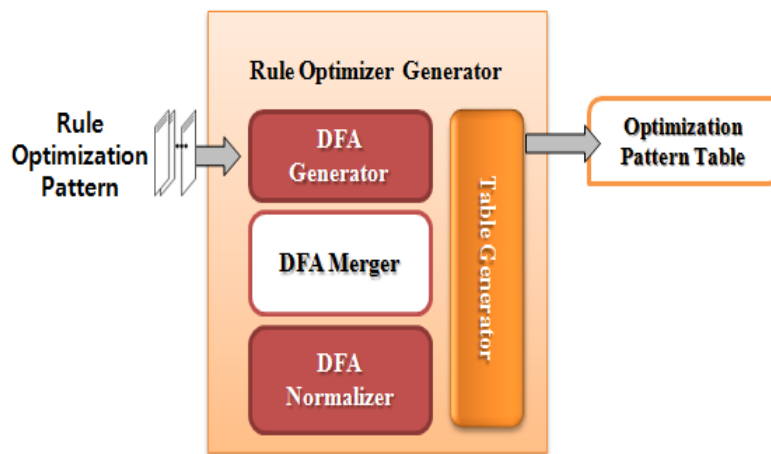 Rule Optimizer Generator
Rule
Optimization
Pattern
DFA
Generator
DFA Merger
DFA
Normalizer
Table Generator
Optimization
Pattern Table